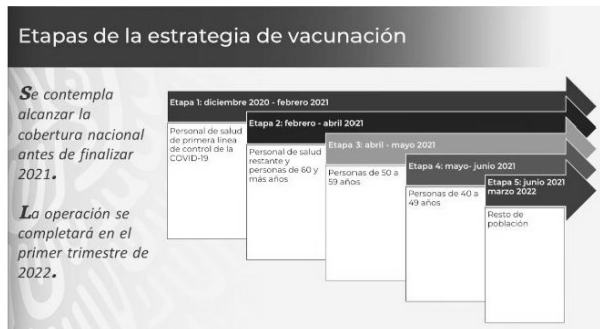 Etapas de la estrategia de vacunación
Se contempla
alcanzar la
cobertura nacional
antes de finalizar
2021.
La operación se
completará en el
primer trimestre de
2022.
Etapa 1: diciembre 2020 - febrero 2021
Personal de salud
de primera línea
de control de la
COVID-19
Etapa 2: febrero - abril 2021
Personal de salud
restante y
personas de 60 y
más años
Etapa 3: abril - mayo 2021
Personas de 50 a
59 años
Etapa 4: mayo- junio 2021
Personas de 40 a
49 años
Etapa 5: junio 2021
marzo 2022
Resto de
población